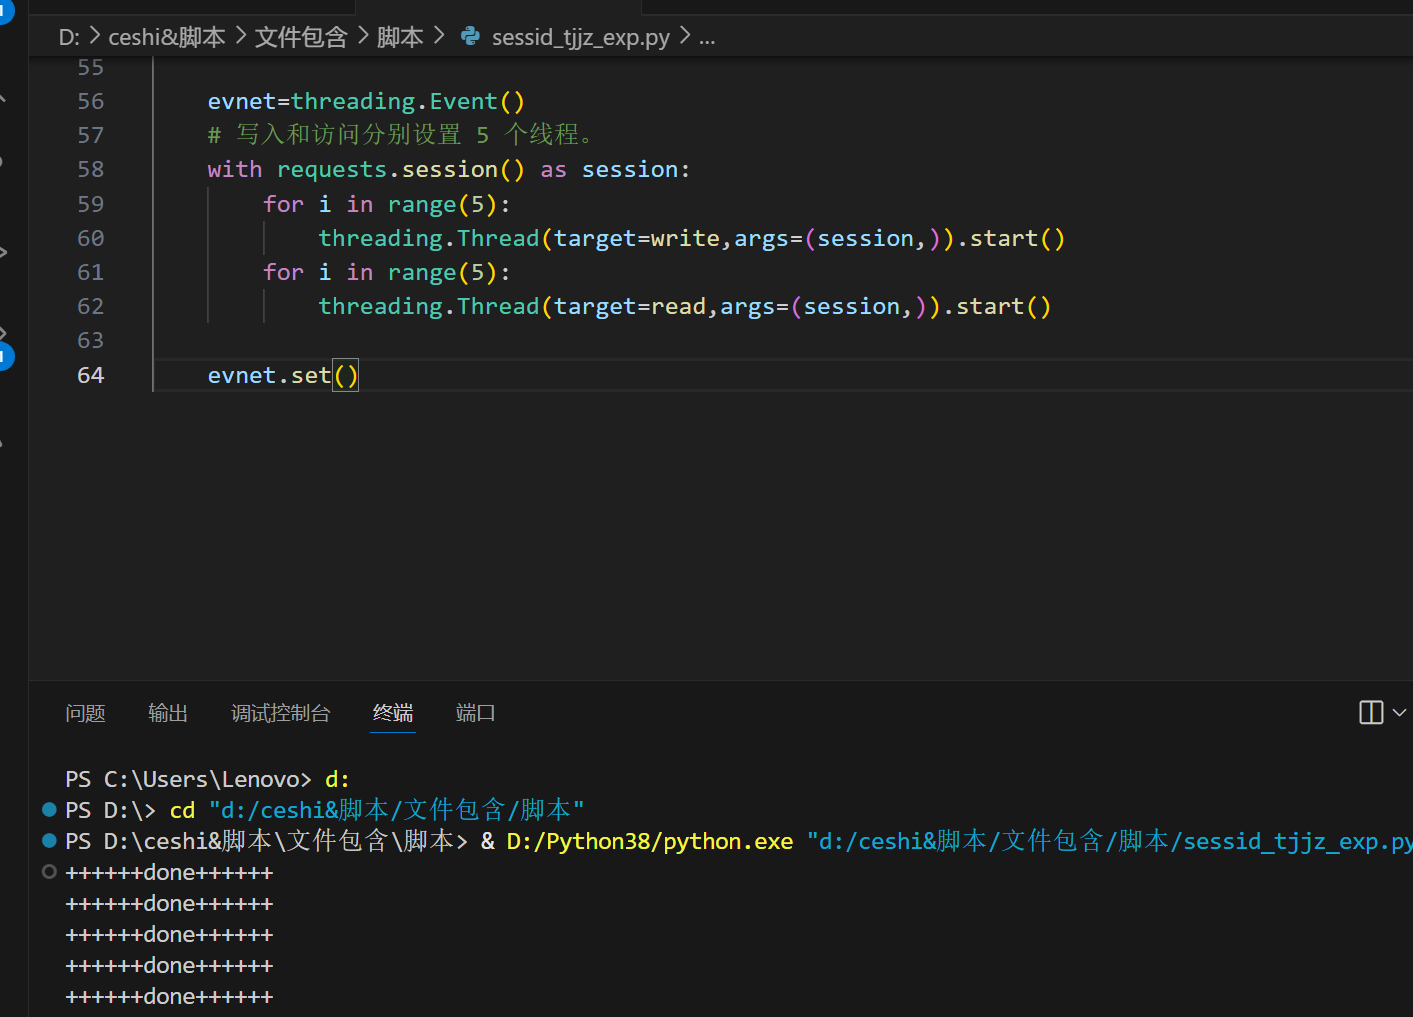 D: > ceshi&脚本 > 文件包含 > 脚本 > sessid_tjjz_exp.py > ...
55
56 evnet=threading.Event()
57 # 写入和访问分别设置 5 个线程。
58 with requests.session() as session:
59 for i in range(5):
60 threading.Thread(target=write,args=(session,)).start()
61 for i in range(5):
62 threading.Thread(target=read,args=(session,)).start()
63
64 evnet.set()
问题 输出 调试控制台 终端 端口
PS C:\Users\Lenovo> d:
PS D:\> cd "d:/ceshi&脚本/文件包含/脚本"
PS D:\ceshi&脚本\文件包含\脚本> & D:/Python38/python.exe "d:/ceshi&脚本/文件包含/脚本/sessid_tjjz_exp.py
++++++done++++++
++++++done++++++
++++++done++++++
++++++done++++++
++++++done++++++